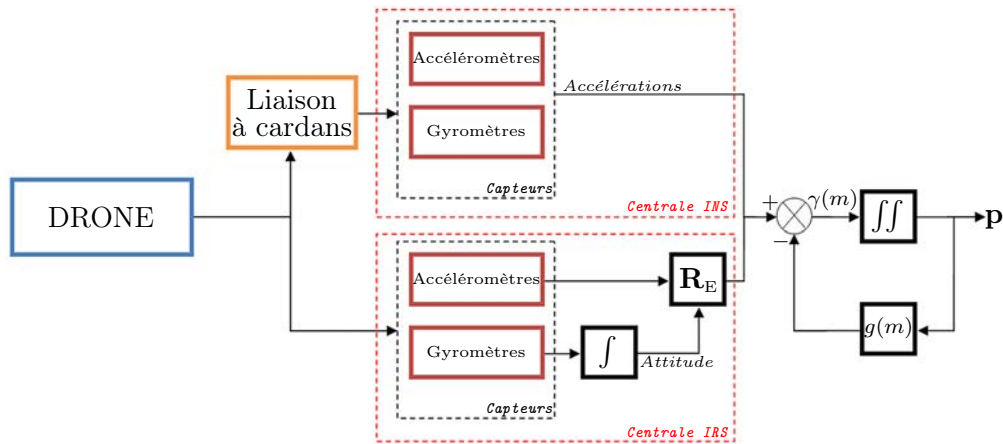 Accéléromètres
Accélérations
Liaison
à cardans
Gyromètres
Capteurs
Centrale INS
DRONE
+
γ(m)
∬
p
−
Accéléromètres
R_E
g(m)
Gyromètres
∫
Attitude
Capteurs
Centrale IRS